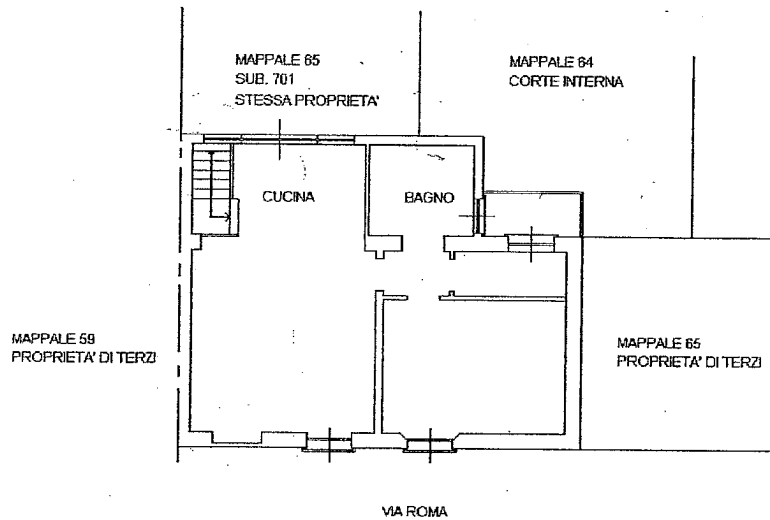 MAPPALE 65
SUB. 701
STESSA PROPRIETA'
MAPPALE 64
CORTE INTERNA
CUCINA
BAGNO
MAPPALE 59
PROPRIETA' DI TERZI
MAPPALE 65
PROPRIETA' DI TERZI
VIA ROMA